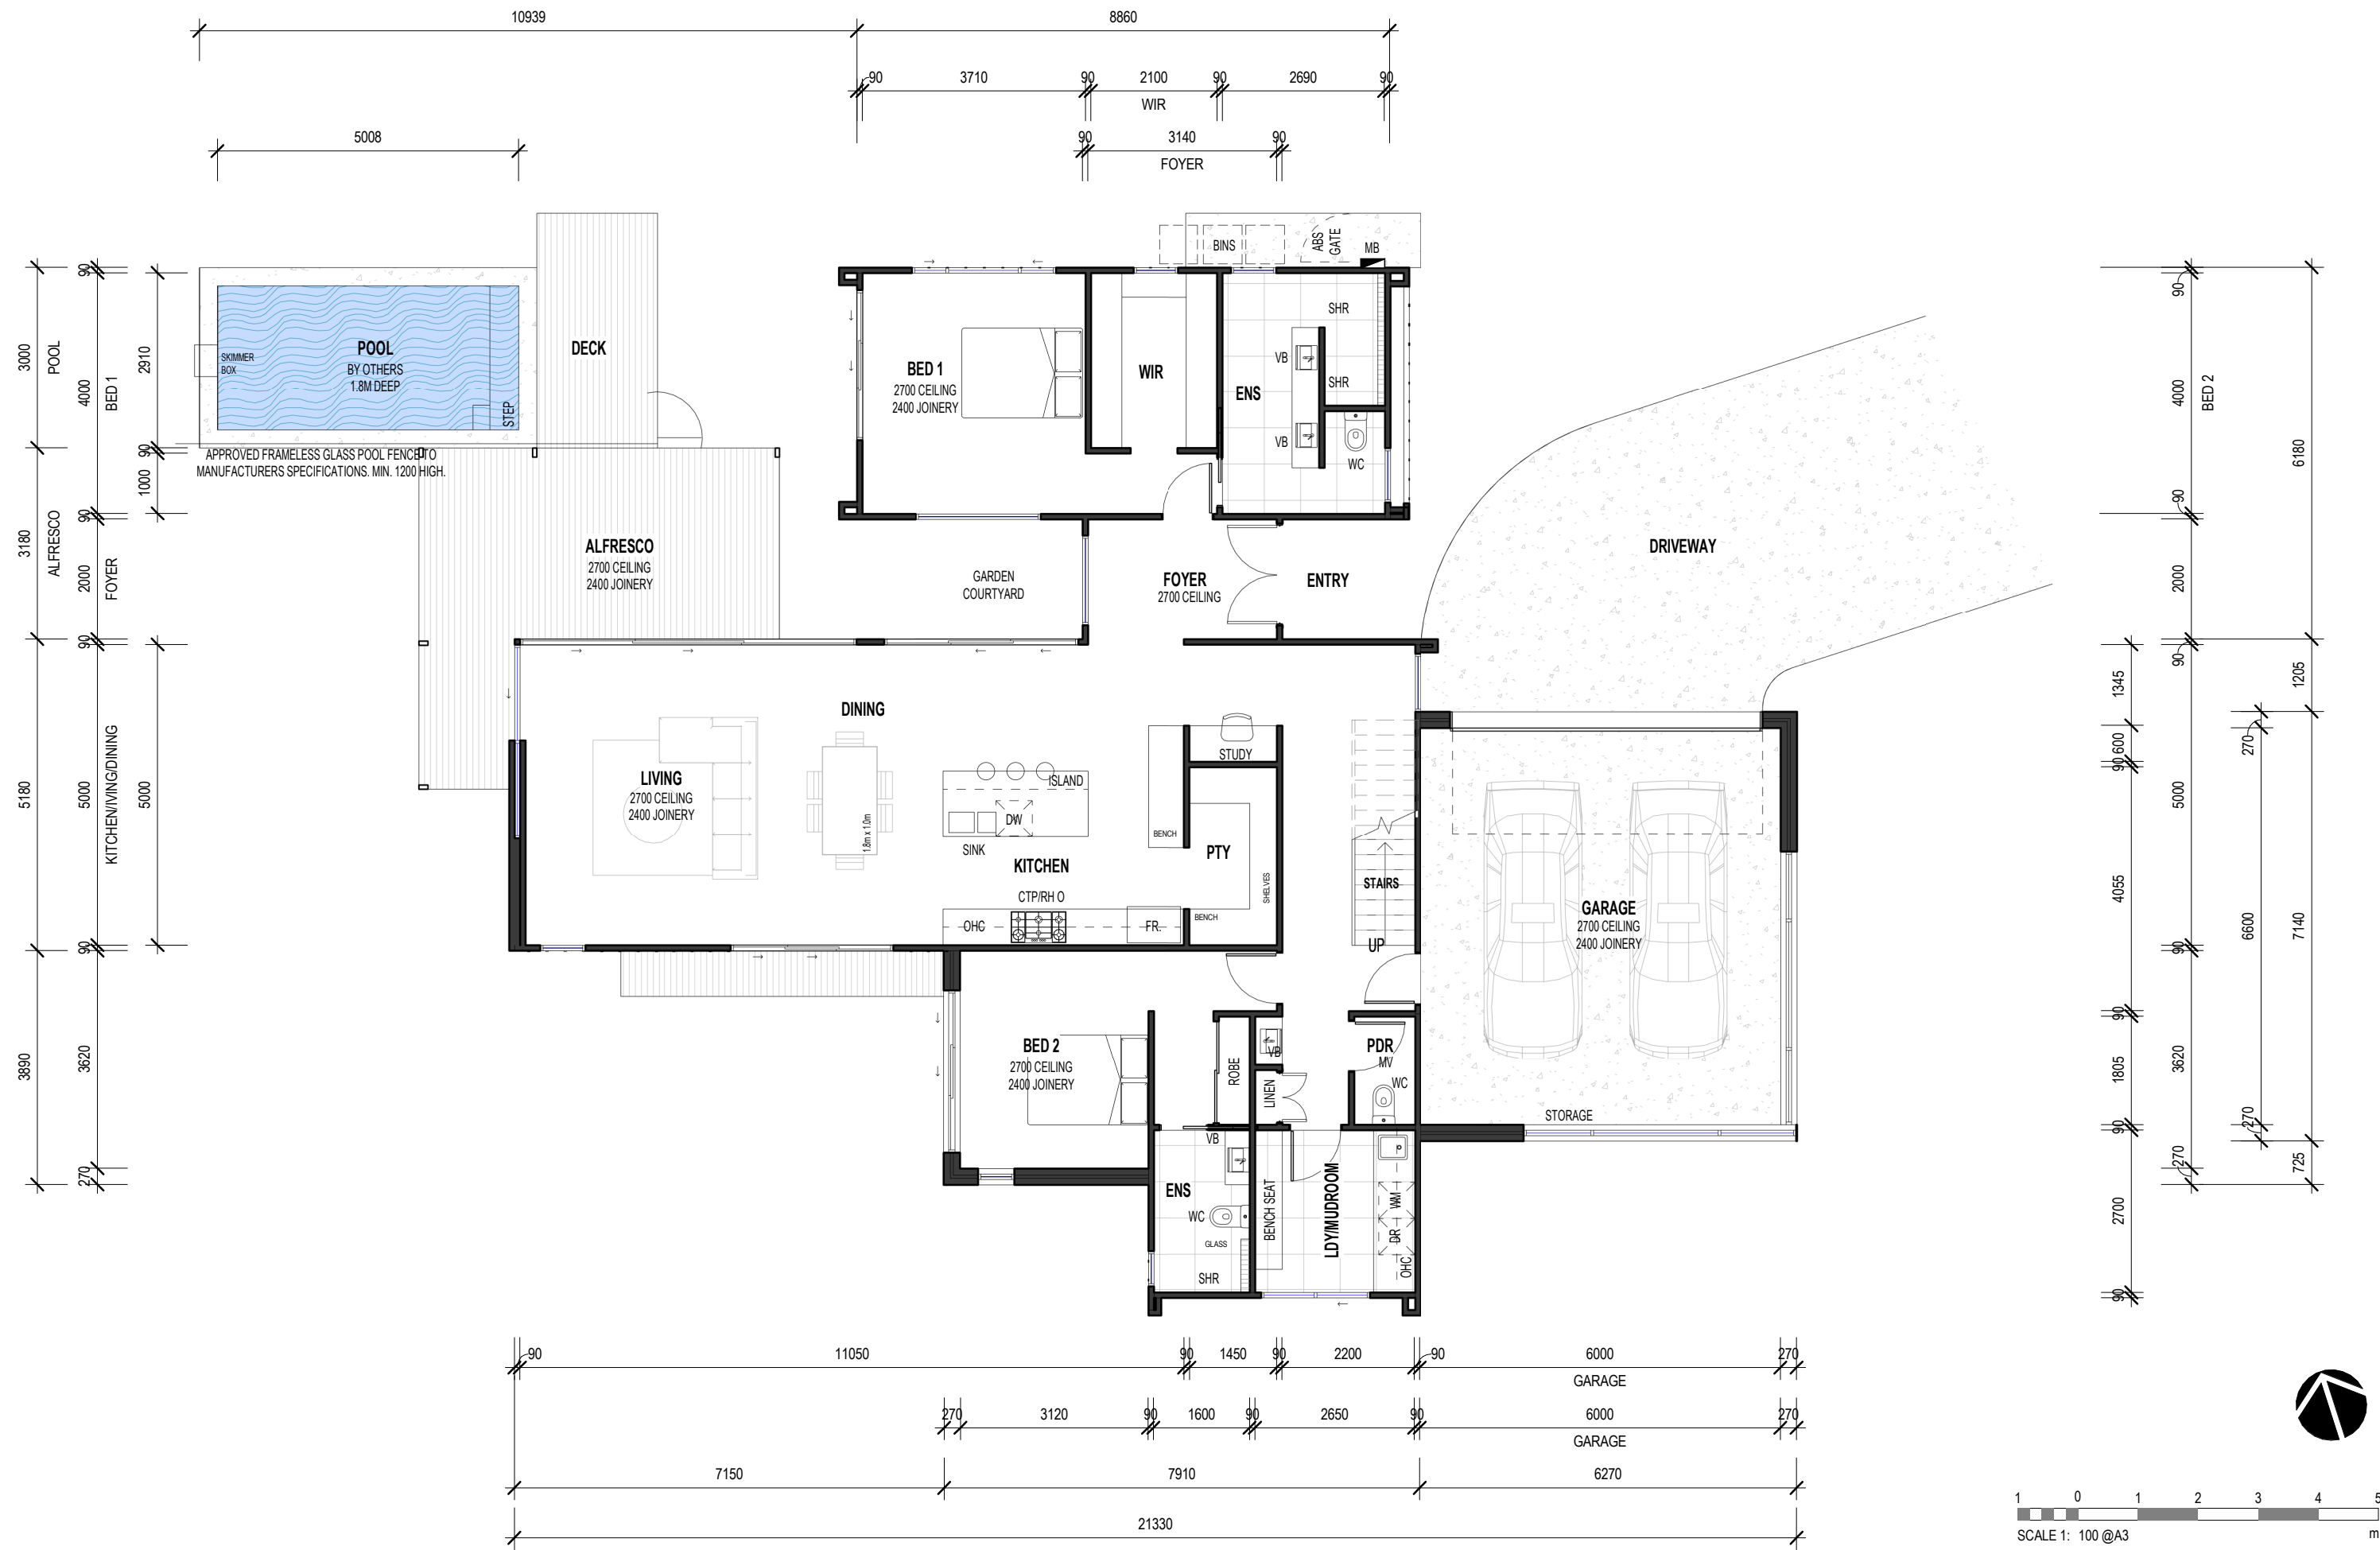 10939
8860
90
3710
90
2100
90
2690
90
WIR
5008
90
3140
90
FOYER
BINS
ABS
GATE
MB
POOL
BY OTHERS
1.8M DEEP
SKIMMER
BOX
STEP
DECK
BED 1
2700 CEILING
2400 JOINERY
WIR
ENS
VB
VB
SHR
SHR
WC
APPROVED FRAMELESS GLASS POOL FENCE TO
MANUFACTURERS SPECIFICATIONS. MIN. 1200 HIGH.
ALFRESCO
2700 CEILING
2400 JOINERY
GARDEN
COURTYARD
FOYER
2700 CEILING
ENTRY
DRIVEWAY
DINING
LIVING
2700 CEILING
2400 JOINERY
1.8m x 1.0m
ISLAND
DW
SINK
KITCHEN
CTP/RH O
OHC
FR.
BENCH
STUDY
PTY
SHELVES
BENCH
STAIRS
UP
GARAGE
2700 CEILING
2400 JOINERY
STORAGE
BED 2
2700 CEILING
2400 JOINERY
ROBE
VB
LINEN
PDR
MV
WC
VB
ENS
WC
GLASS
SHR
BENCH SEAT
LDY/MUDROOM
WM
DR
OHC
3000
POOL
3180
ALFRESCO
5180
3890
90
4000
BED 1
90
2000
FOYER
90
5000
KITCHEN/IVING/DINING
90
3620
270
2910
90
1000
5000
1345
600
90
4055
90
1805
90
2700
90
90
4000
BED 2
90
2000
90
5000
90
3620
270
270
6600
270
6180
1205
7140
725
90
11050
90
1450
90
2200
90
6000
270
GARAGE
270
3120
90
1600
90
2650
90
6000
270
GARAGE
7150
7910
6270
21330
1 0 1 2 3 4 5
SCALE 1: 100 @A3
m